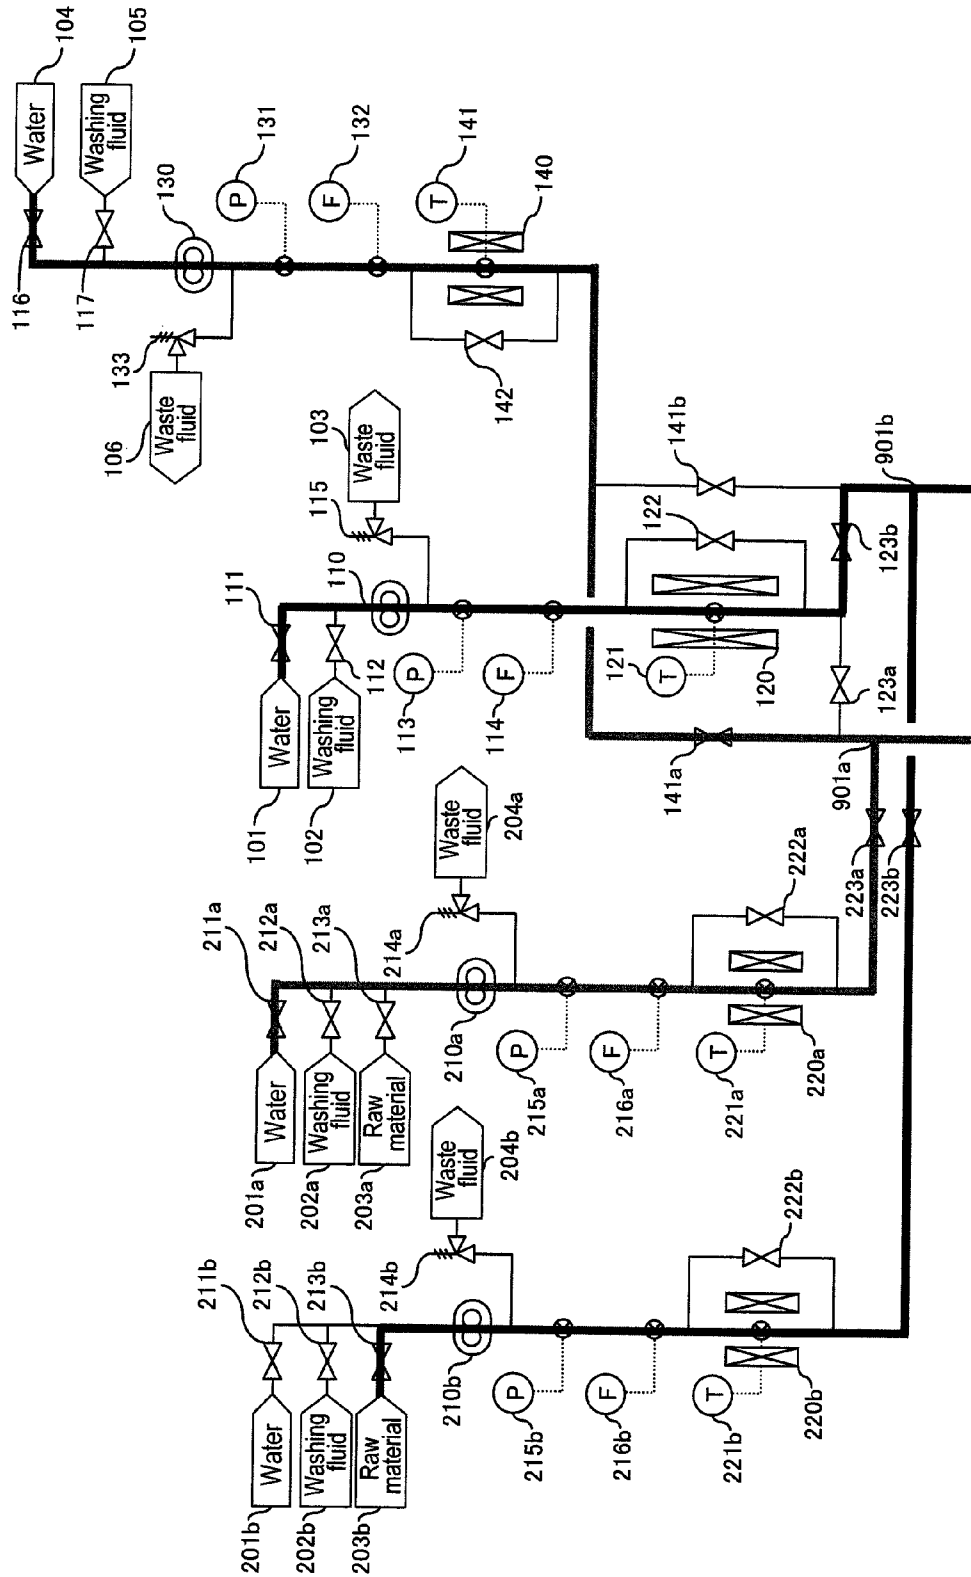 Water
104
Washing
fluid
105
116
117
130
P
131
F
132
T
141
140
133
Waste
fluid
106
142
Waste
fluid
103
115
110
111
Water
101
Washing
fluid
102
112
P
113
F
114
T
121
120
122
141b
901b
123b
123a
141a
901a
Waste
fluid
204a
214a
211a
212a
213a
Water
201a
Washing
fluid
202a
Raw
material
203a
210a
P
215a
F
216a
T
221a
220a
222a
223a
223b
Waste
fluid
204b
214b
211b
212b
213b
Water
201b
Washing
fluid
202b
Raw
material
203b
210b
P
215b
F
216b
T
221b
220b
222b